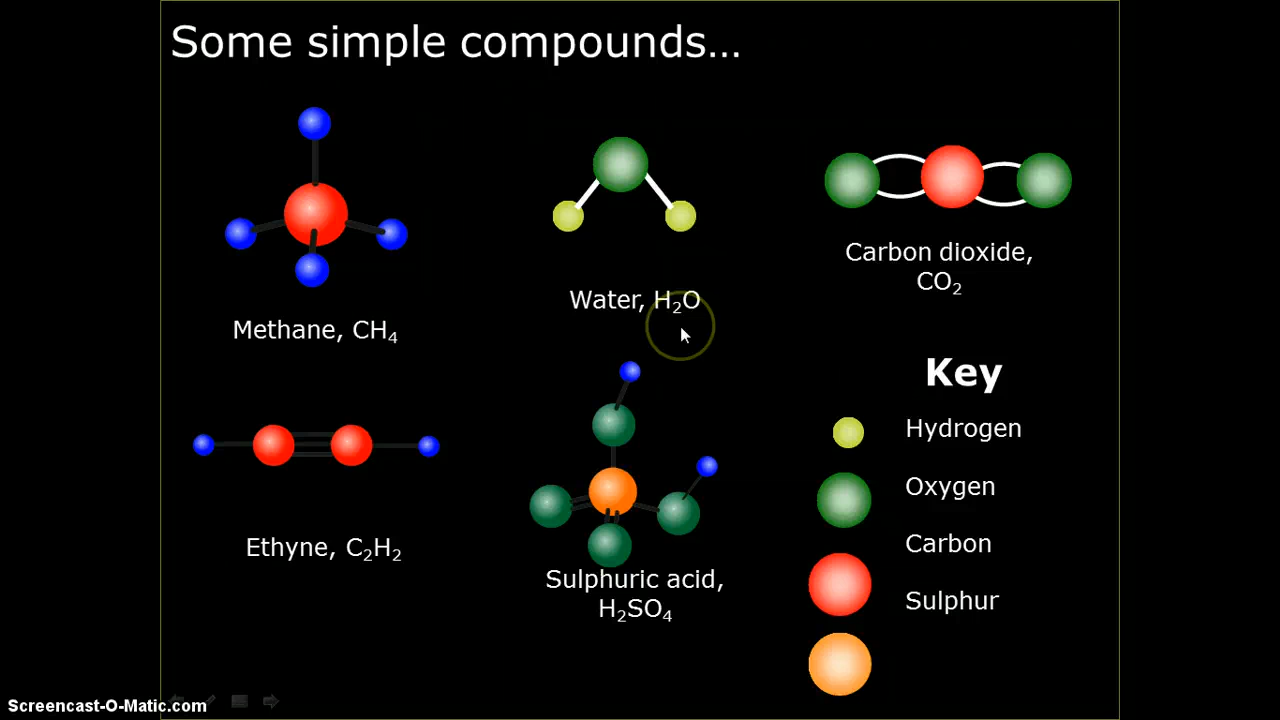 Some simple compounds...
Methane, CH₄
Water, H₂O
Carbon dioxide,
CO₂
Ethyne, C₂H₂
Sulphuric acid,
H₂SO₄
Key
Hydrogen
Oxygen
Carbon
Sulphur
Screencast-O-Matic.com